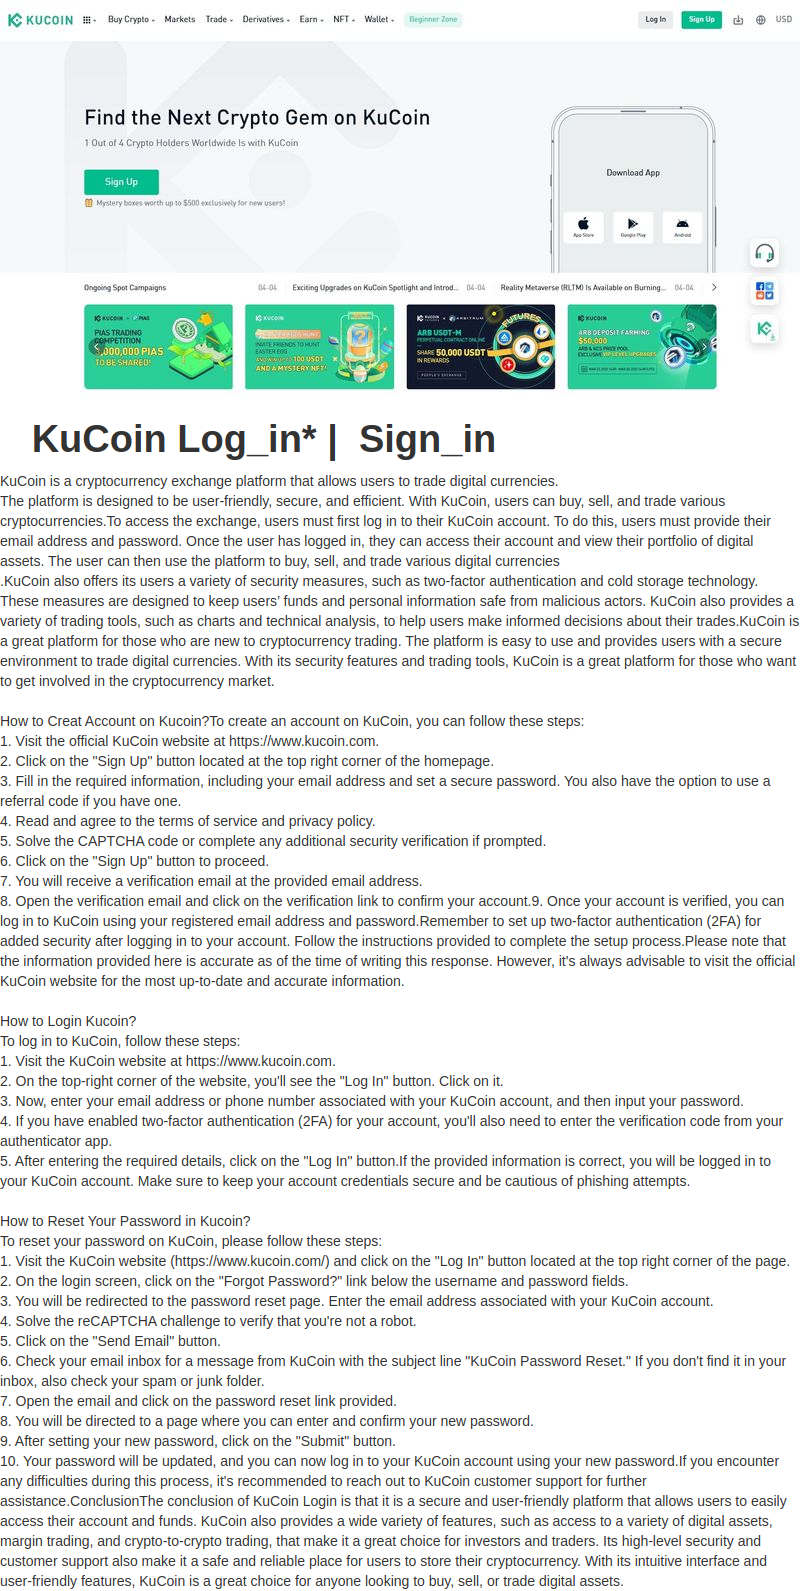 KUCOIN
Buy Crypto
Markets
Trade
Derivatives
Earn
NFT
Wallet
Beginner Zone
Log In
Sign Up
USD
Find the Next Crypto Gem on KuCoin
1 Out of 4 Crypto Holders Worldwide Is with KuCoin
Sign Up
Mystery boxes worth up to $500 exclusively for new users!
Download App
App Store
Google Play
Android
Ongoing Spot Campaigns
04-04
Exciting Upgrades on KuCoin Spotlight and Introd...
04-04
Reality Metaverse (RLTM) Is Available on Burning...
04-04
KUCOIN × PIAS
PIAS TRADING
COMPETITION
,000,000 PIAS
TO BE SHARED!
KUCOIN
INVITE FRIENDS TO HUNT
EASTER EGG
AND WIN UP TO 100 USDT
AND A MYSTERY NFT!
KUCOIN FUTURES × ARBITRUM
ARB USDT-M
PERPETUAL CONTRACT ONLINE
SHARE 50,000 USDT
IN REWARDS
PEOPLE'S EXCHANGE
FUTURES
KUCOIN
ARB DEPOSIT FARMING
$50,000
ARB & KCS PRIZE POOL
EXCLUSIVE VIP LEVEL UPGRADES
KuCoin Log_in* |  Sign_in
KuCoin is a cryptocurrency exchange platform that allows users to trade digital currencies.
The platform is designed to be user-friendly, secure, and efficient. With KuCoin, users can buy, sell, and trade various
cryptocurrencies.To access the exchange, users must first log in to their KuCoin account. To do this, users must provide their
email address and password. Once the user has logged in, they can access their account and view their portfolio of digital
assets. The user can then use the platform to buy, sell, and trade various digital currencies
.KuCoin also offers its users a variety of security measures, such as two-factor authentication and cold storage technology.
These measures are designed to keep users' funds and personal information safe from malicious actors. KuCoin also provides a
variety of trading tools, such as charts and technical analysis, to help users make informed decisions about their trades.KuCoin is
a great platform for those who are new to cryptocurrency trading. The platform is easy to use and provides users with a secure
environment to trade digital currencies. With its security features and trading tools, KuCoin is a great platform for those who want
to get involved in the cryptocurrency market.
How to Creat Account on Kucoin?To create an account on KuCoin, you can follow these steps:
1. Visit the official KuCoin website at https://www.kucoin.com.
2. Click on the "Sign Up" button located at the top right corner of the homepage.
3. Fill in the required information, including your email address and set a secure password. You also have the option to use a
referral code if you have one.
4. Read and agree to the terms of service and privacy policy.
5. Solve the CAPTCHA code or complete any additional security verification if prompted.
6. Click on the "Sign Up" button to proceed.
7. You will receive a verification email at the provided email address.
8. Open the verification email and click on the verification link to confirm your account.9. Once your account is verified, you can
log in to KuCoin using your registered email address and password.Remember to set up two-factor authentication (2FA) for
added security after logging in to your account. Follow the instructions provided to complete the setup process.Please note that
the information provided here is accurate as of the time of writing this response. However, it's always advisable to visit the official
KuCoin website for the most up-to-date and accurate information.
How to Login Kucoin?
To log in to KuCoin, follow these steps:
1. Visit the KuCoin website at https://www.kucoin.com.
2. On the top-right corner of the website, you'll see the "Log In" button. Click on it.
3. Now, enter your email address or phone number associated with your KuCoin account, and then input your password.
4. If you have enabled two-factor authentication (2FA) for your account, you'll also need to enter the verification code from your
authenticator app.
5. After entering the required details, click on the "Log In" button.If the provided information is correct, you will be logged in to
your KuCoin account. Make sure to keep your account credentials secure and be cautious of phishing attempts.
How to Reset Your Password in Kucoin?
To reset your password on KuCoin, please follow these steps:
1. Visit the KuCoin website (https://www.kucoin.com/) and click on the "Log In" button located at the top right corner of the page.
2. On the login screen, click on the "Forgot Password?" link below the username and password fields.
3. You will be redirected to the password reset page. Enter the email address associated with your KuCoin account.
4. Solve the reCAPTCHA challenge to verify that you're not a robot.
5. Click on the "Send Email" button.
6. Check your email inbox for a message from KuCoin with the subject line "KuCoin Password Reset." If you don't find it in your
inbox, also check your spam or junk folder.
7. Open the email and click on the password reset link provided.
8. You will be directed to a page where you can enter and confirm your new password.
9. After setting your new password, click on the "Submit" button.
10. Your password will be updated, and you can now log in to your KuCoin account using your new password.If you encounter
any difficulties during this process, it's recommended to reach out to KuCoin customer support for further
assistance.ConclusionThe conclusion of KuCoin Login is that it is a secure and user-friendly platform that allows users to easily
access their account and funds. KuCoin also provides a wide variety of features, such as access to a variety of digital assets,
margin trading, and crypto-to-crypto trading, that make it a great choice for investors and traders. Its high-level security and
customer support also make it a safe and reliable place for users to store their cryptocurrency. With its intuitive interface and
user-friendly features, KuCoin is a great choice for anyone looking to buy, sell, or trade digital assets.